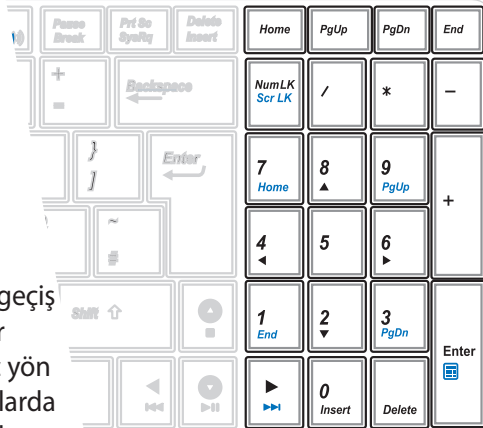 Pause Prt Sc Delete Home PgUp PgDn End
Break SysRq Insert
+ Backspace NumLK / * −
= Scr LK
} Enter 7 8 9 +
] Home PgUp
~ 4 5 6
#
geçiş Shift 1 2 3 Enter
End PgDn
yön 0 Delete
Insert
larda